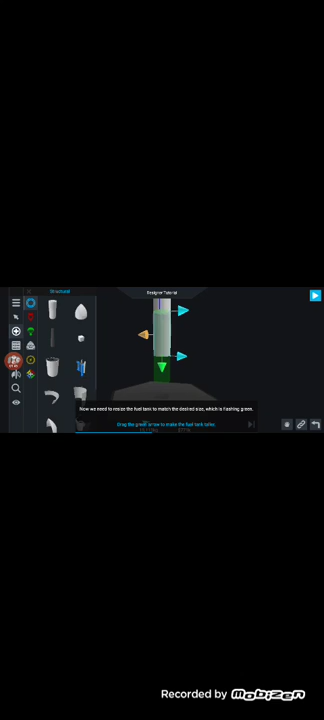 Structural
Designer Tutorial
Now we need to resize the fuel tank to match the desired size, which is flashing green.
Drag the green arrow to make the fuel tank taller.
Recorded by MOBIZEN